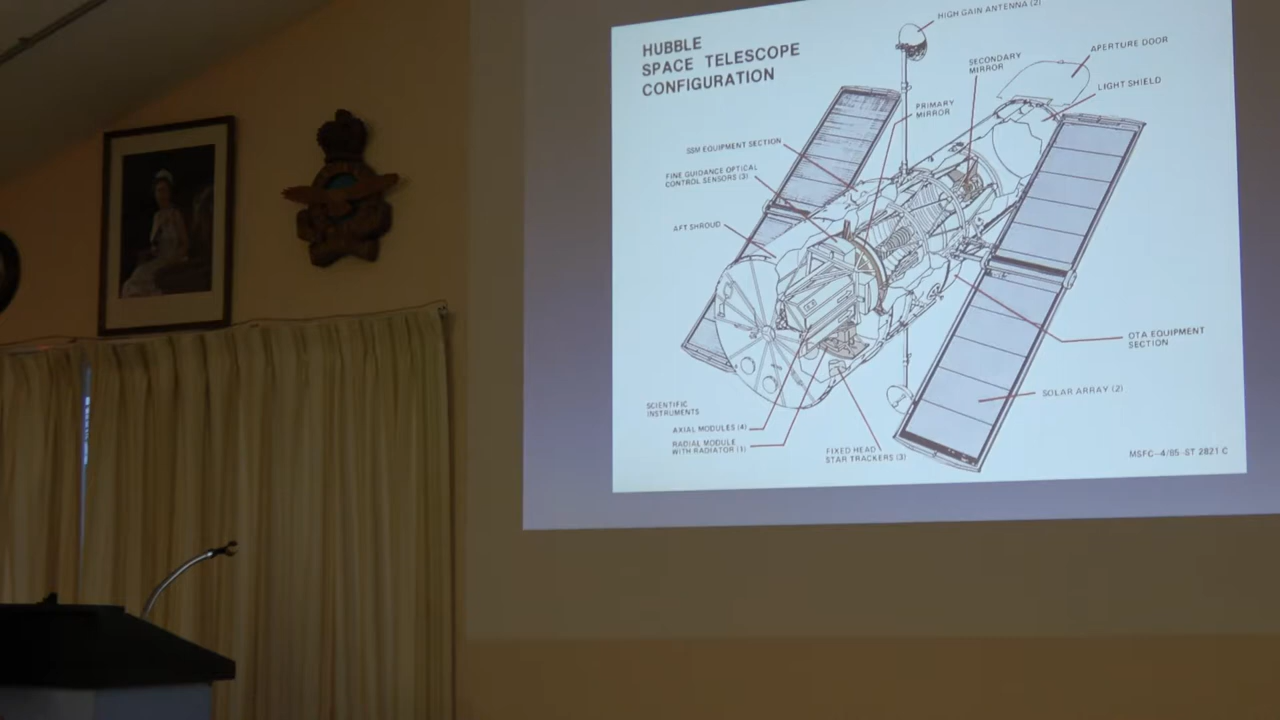 HUBBLE
SPACE TELESCOPE
CONFIGURATION
HIGH GAIN ANTENNA (2)
SECONDARY
MIRROR
APERTURE DOOR
LIGHT SHIELD
PRIMARY
MIRROR
SSM EQUIPMENT SECTION
FINE GUIDANCE OPTICAL
CONTROL SENSORS (3)
AFT SHROUD
OTA EQUIPMENT
SECTION
SOLAR ARRAY (2)
SCIENTIFIC
INSTRUMENTS
AXIAL MODULES (4)
RADIAL MODULE
WITH RADIATOR (1)
FIXED HEAD
STAR TRACKERS (3)
MSFC-4/85-ST 2821 C